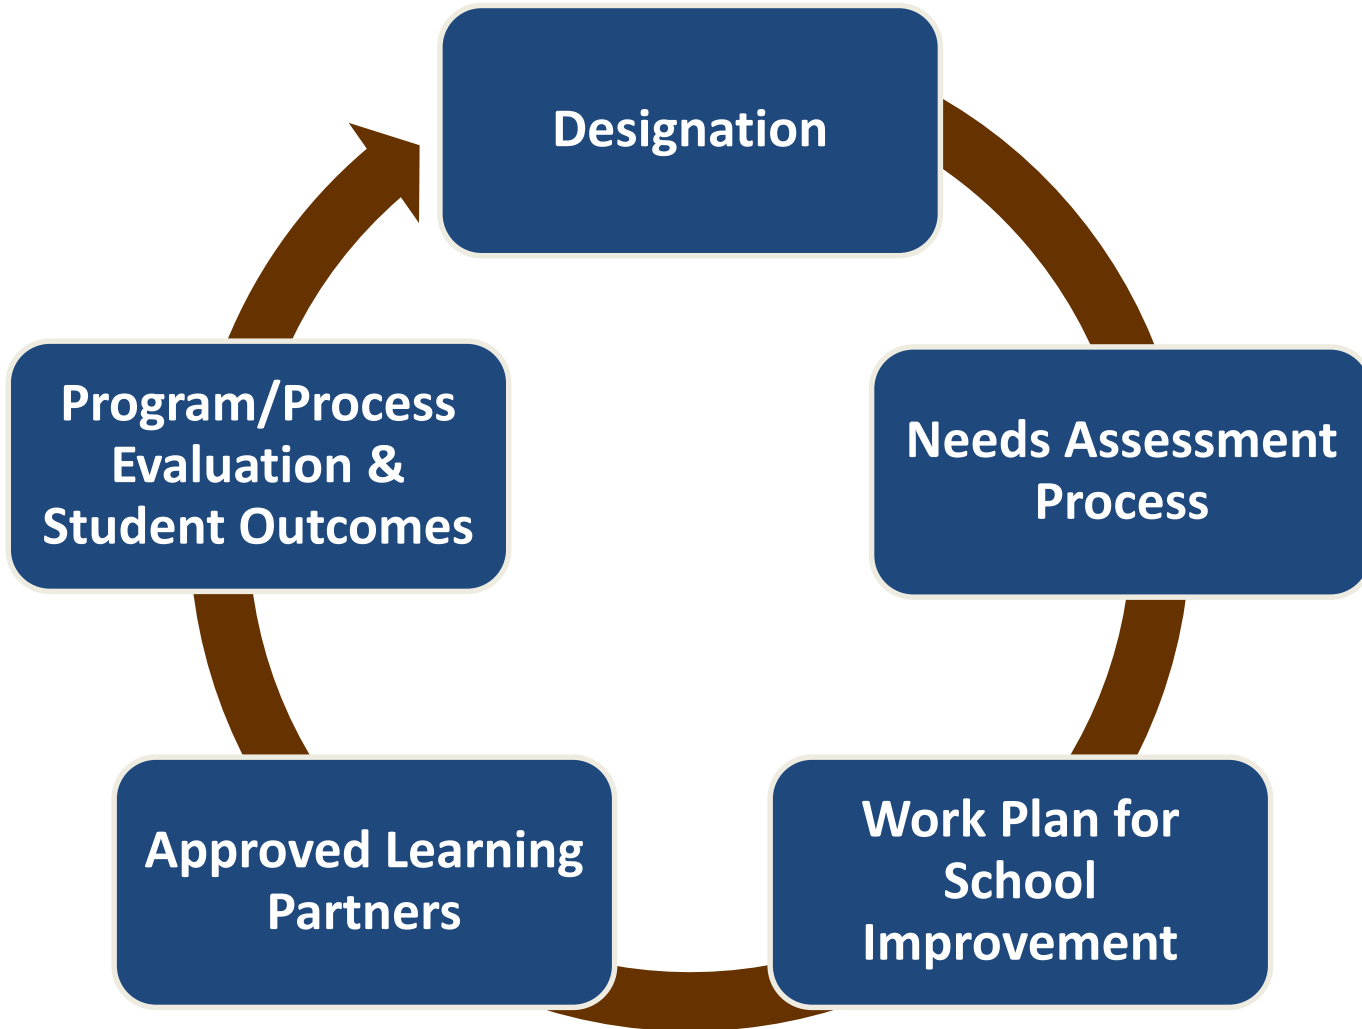 Designation
Needs Assessment
Process
Work Plan for
School
Improvement
Approved Learning
Partners
Program/Process
Evaluation &
Student Outcomes